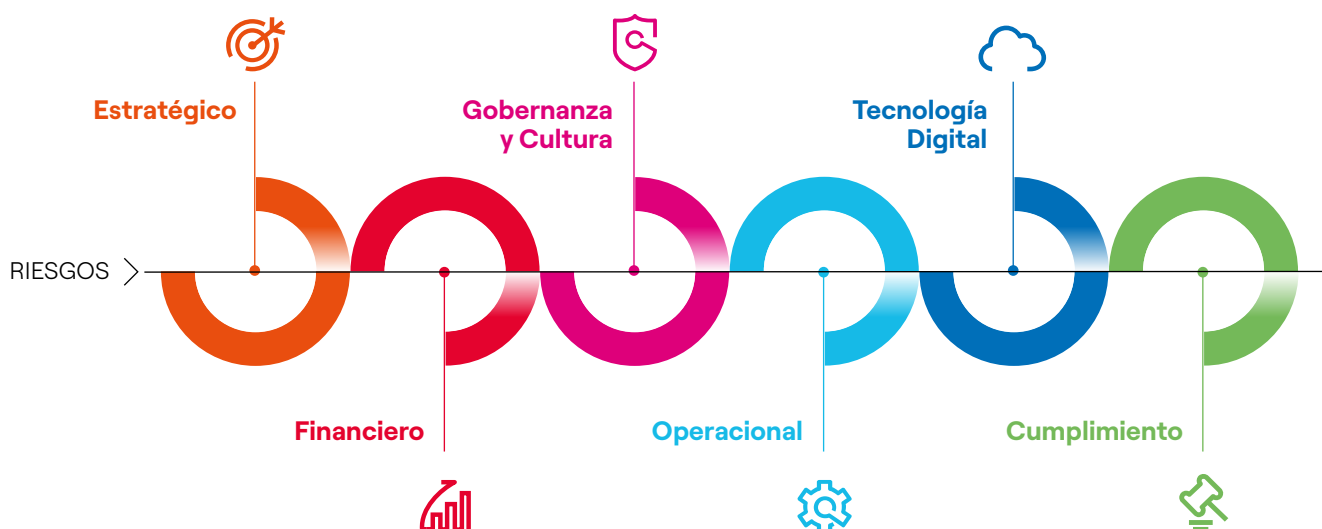 Estratégico
Gobernanza
y Cultura
Tecnología
Digital
RIESGOS
Financiero
Operacional
Cumplimiento